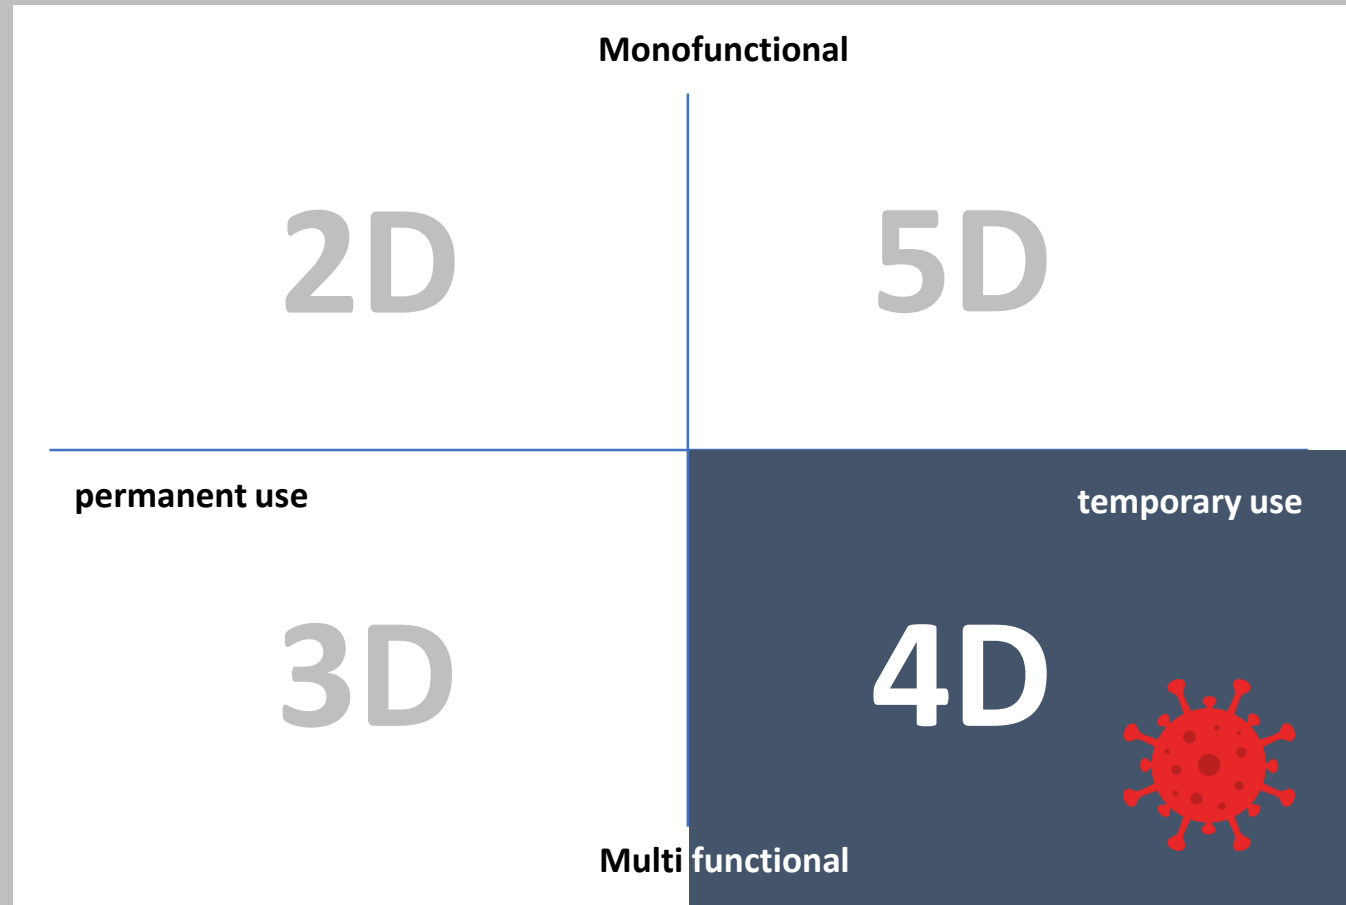 Monofunctional
2D
5D
permanent use
temporary use
3D
4D
Multi functional